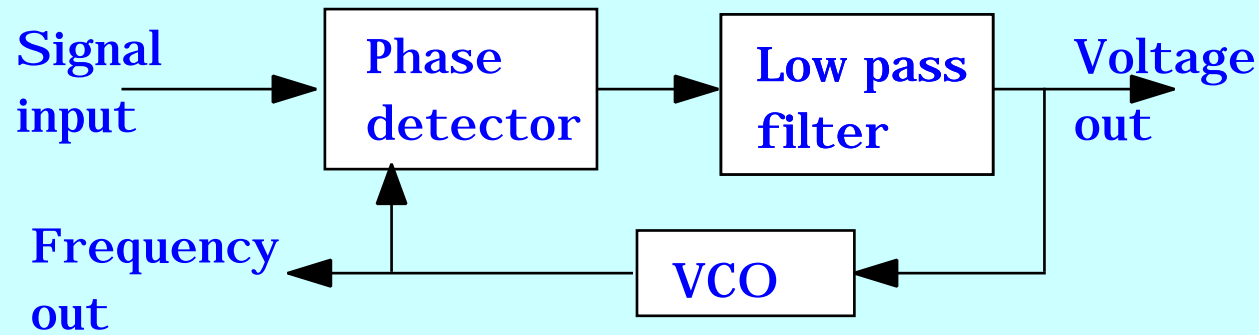 Signal
input
Phase
detector
Low pass
filter
Voltage
out
Frequency
out
VCO